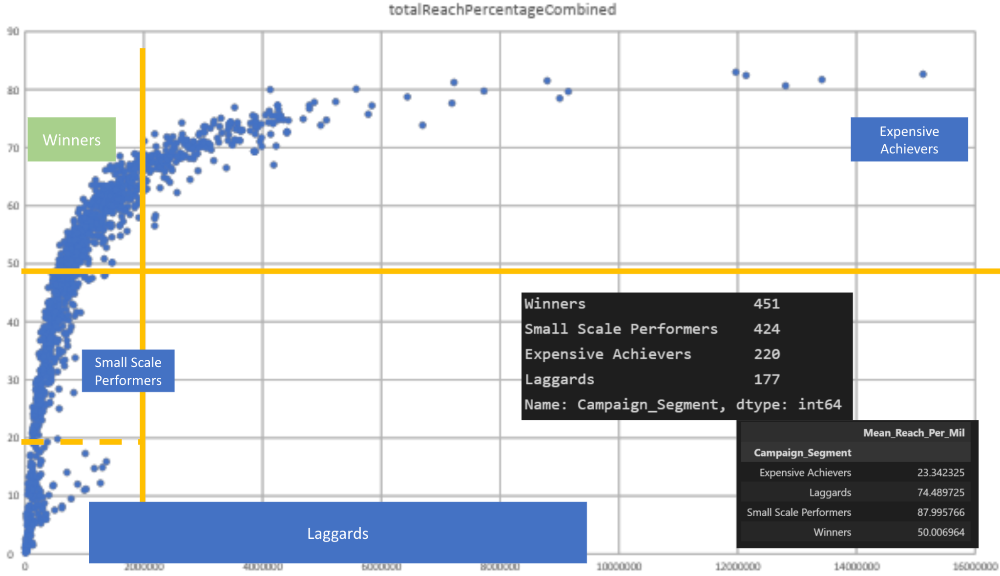 totalReachPercentageCombined
90
80
70
60
50
40
30
20
10
0
Winners
Expensive
Achievers
Small Scale
Performers
Winners 451
Small Scale Performers 424
Expensive Achievers 220
Laggards 177
Name: Campaign_Segment, dtype: int64
Mean_Reach_Per_Mil
Campaign_Segment
Expensive Achievers 23.342325
Laggards 74.489725
Small Scale Performers 87.995766
Winners 50.006964
Laggards
0 2000000 4000000 6000000 8000000 10000000 12000000 14000000 16000000